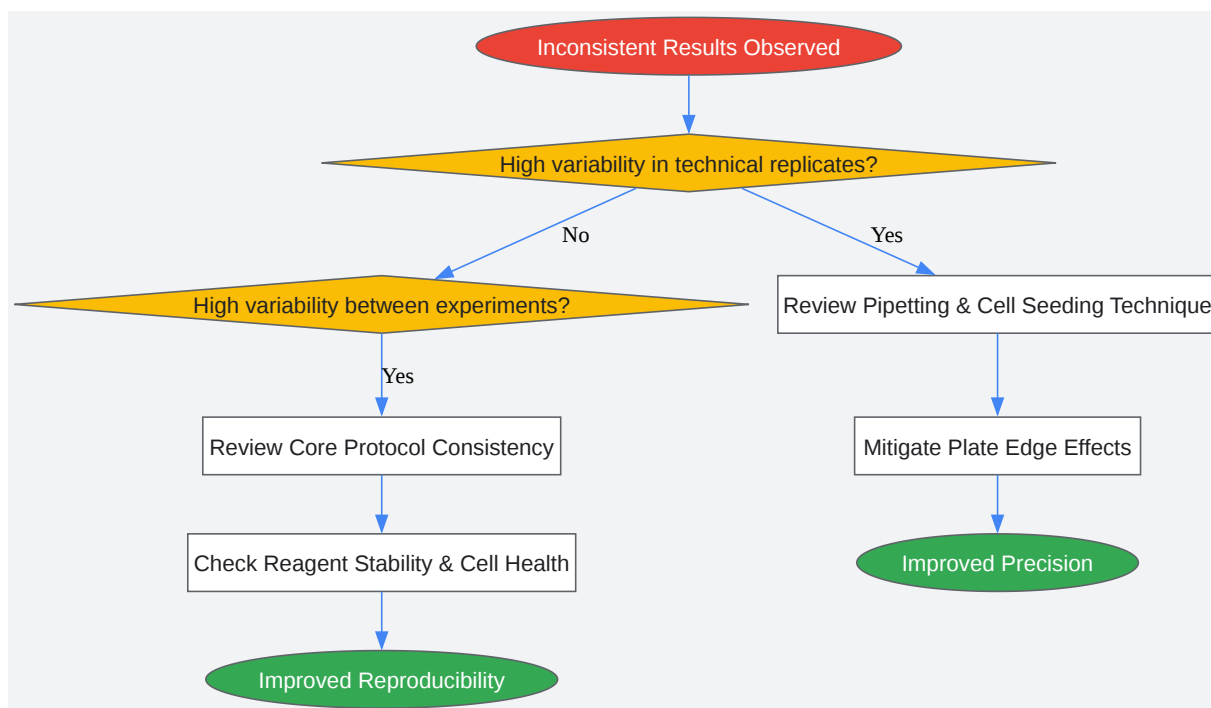 Inconsistent Results Observed
High variability in technical replicates?
No
Yes
High variability between experiments?
Review Pipetting & Cell Seeding Technique
Yes
Review Core Protocol Consistency
Mitigate Plate Edge Effects
Check Reagent Stability & Cell Health
Improved Precision
Improved Reproducibility